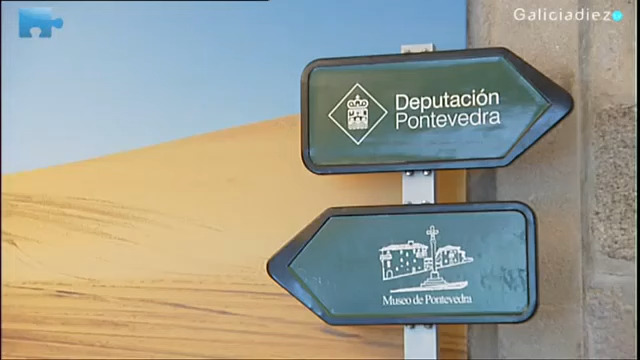 Galiciadiez
Deputación
Pontevedra
Museo de Pontevedra